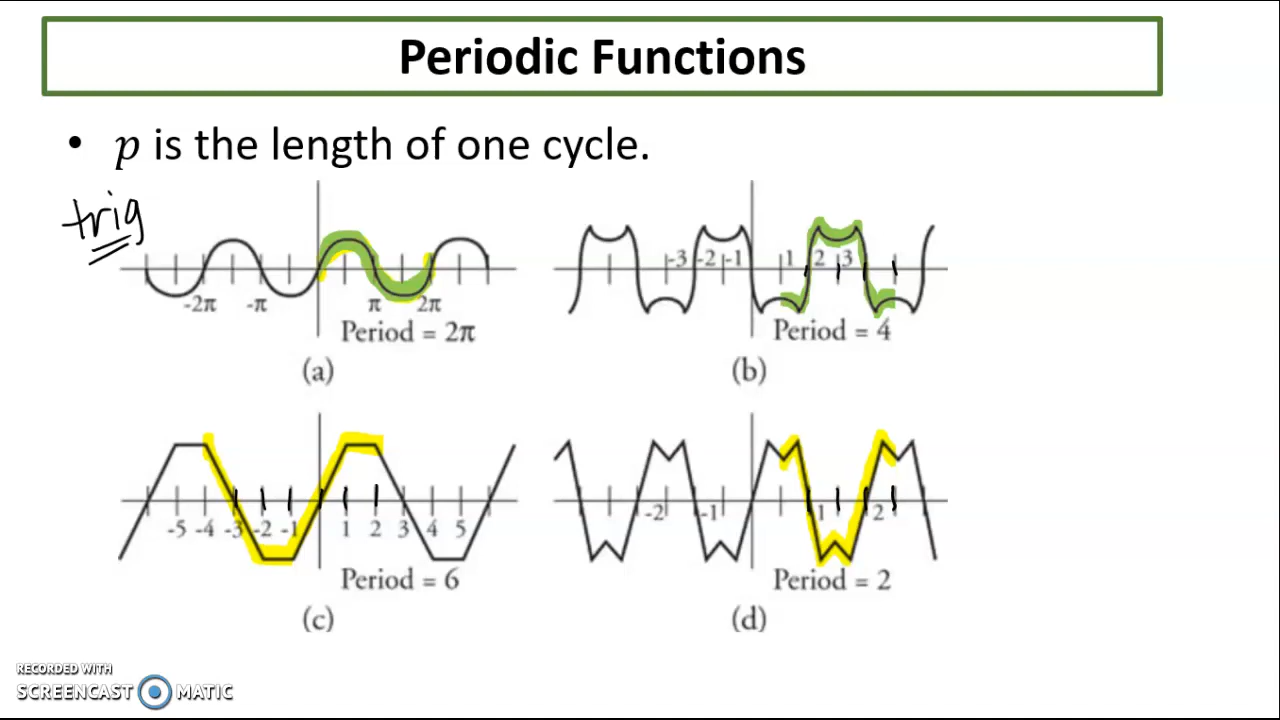 Periodic Functions
• p is the length of one cycle.
trig
-2π -π π 2π
Period = 2π
(a)
-3 -2 -1 1 2 3
Period = 4
(b)
-5 -4 -3 -2 -1 1 2 3 4 5
Period = 6
(c)
-2 -1 1 2
Period = 2
(d)
RECORDED WITH
SCREENCAST MATIC